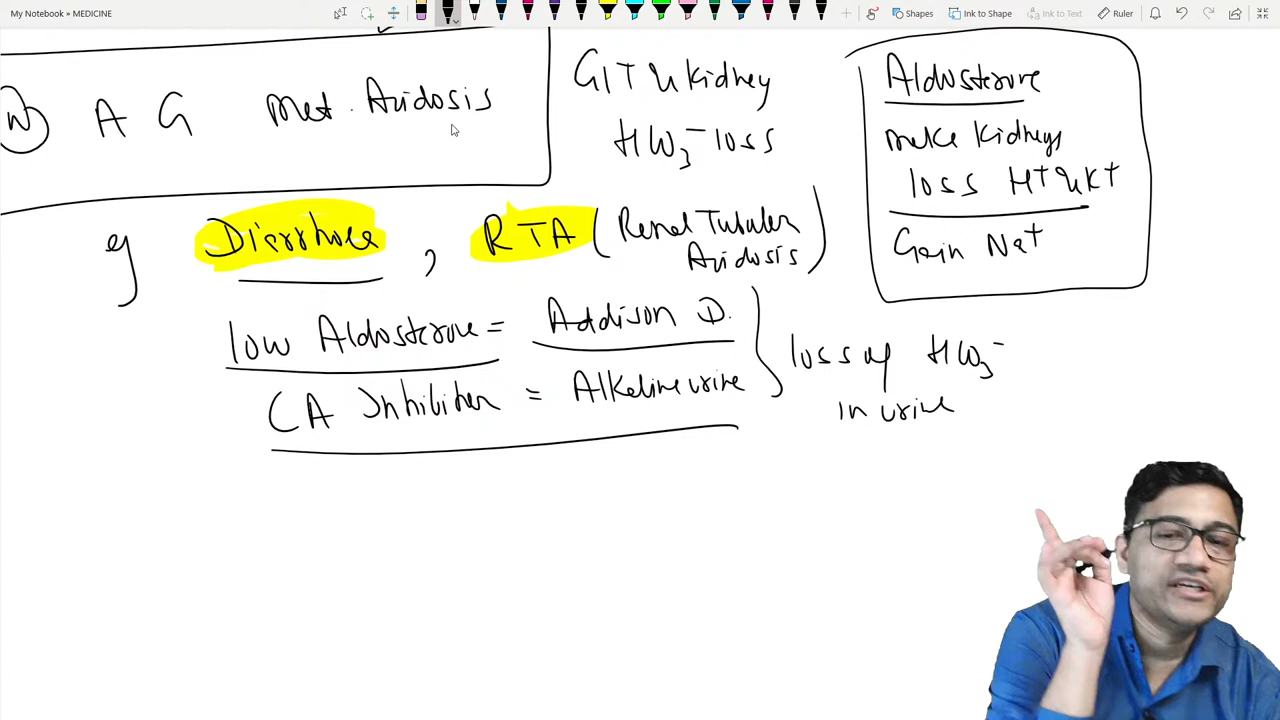 My Notebook » MEDICINE
Shapes
Ink to Shape
Ink to Text
Ruler
N A G met. Acidosis
GIT & Kidney
HCO3- loss
eg Diarrhoea, RTA (Renal Tubular Acidosis)
low Aldosterone = Addison D.
CA Inhibitor = Alkaline urine
} loss of HCO3-
in urine
Aldosterone
make kidneys
loss H+ & K+
Gain Na+